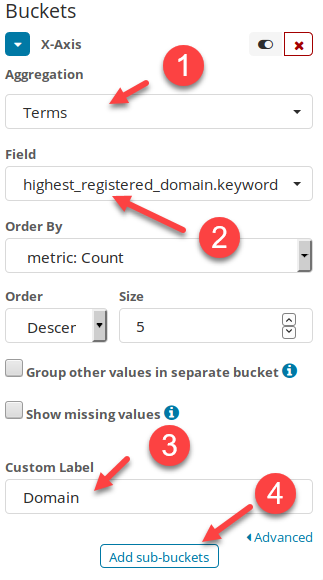 Buckets
X-Axis
1
Aggregation
Terms
Field
highest_registered_domain.keyword
2
Order By
metric: Count
Order Size
Descer 5
Group other values in separate bucket
Show missing values
3
Custom Label
4
Domain
Advanced
Add sub-buckets